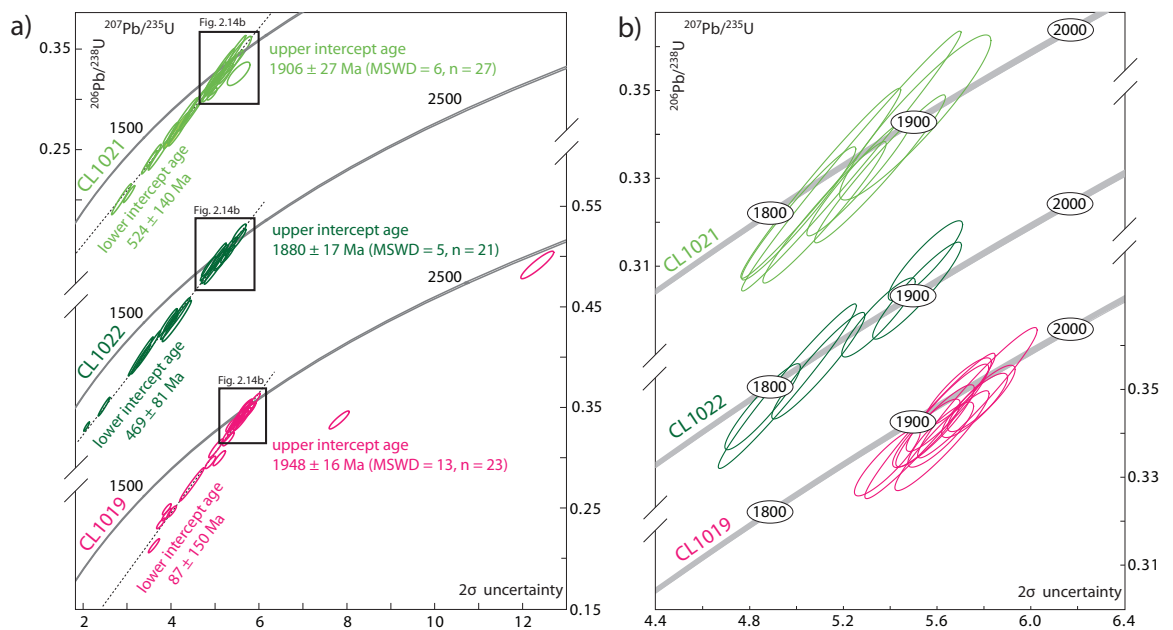 a)
²⁰⁷Pb/²³⁵U
²⁰⁶Pb/²³⁸U
0.35
0.25
Fig. 2.14b
upper intercept age
1906 ± 27 Ma (MSWD = 6, n = 27)
1500
2500
CL1021
lower intercept age
524 ± 140 Ma
0.55
Fig. 2.14b
upper intercept age
1880 ± 17 Ma (MSWD = 5, n = 21)
1500
2500
CL1022
lower intercept age
469 ± 81 Ma
0.45
Fig. 2.14b
0.35
upper intercept age
1948 ± 16 Ma (MSWD = 13, n = 23)
1500
CL1019
lower intercept age
87 ± 150 Ma
0.25
2σ uncertainty
0.15
2 4 6 8 10 12
b)
²⁰⁷Pb/²³⁵U
²⁰⁶Pb/²³⁸U
2000
0.35
1900
0.33
1800
2000
0.31
CL1021
1900
2000
1800
0.35
CL1022
1900
0.33
1800
CL1019
0.31
2σ uncertainty
4.4 4.8 5.2 5.6 6.0 6.4